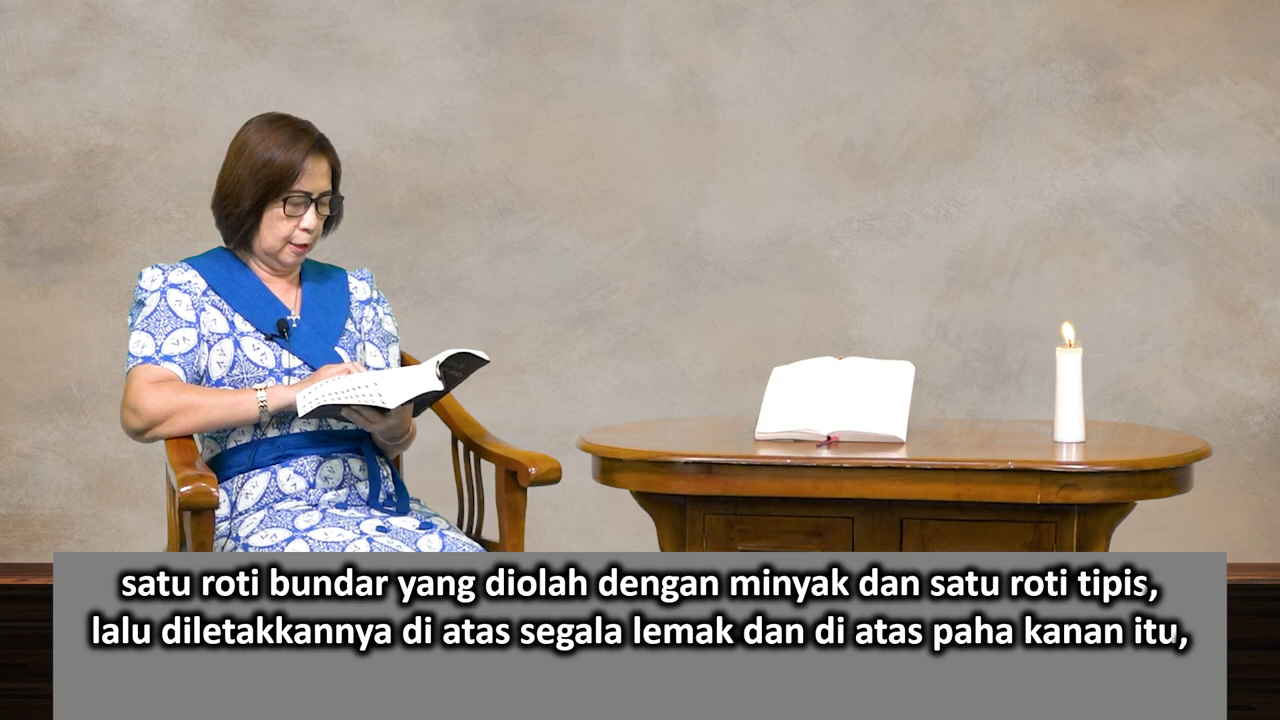 satu roti bundar yang diolah dengan minyak dan satu roti tipis,
lalu diletakkannya di atas segala lemak dan di atas paha kanan itu,